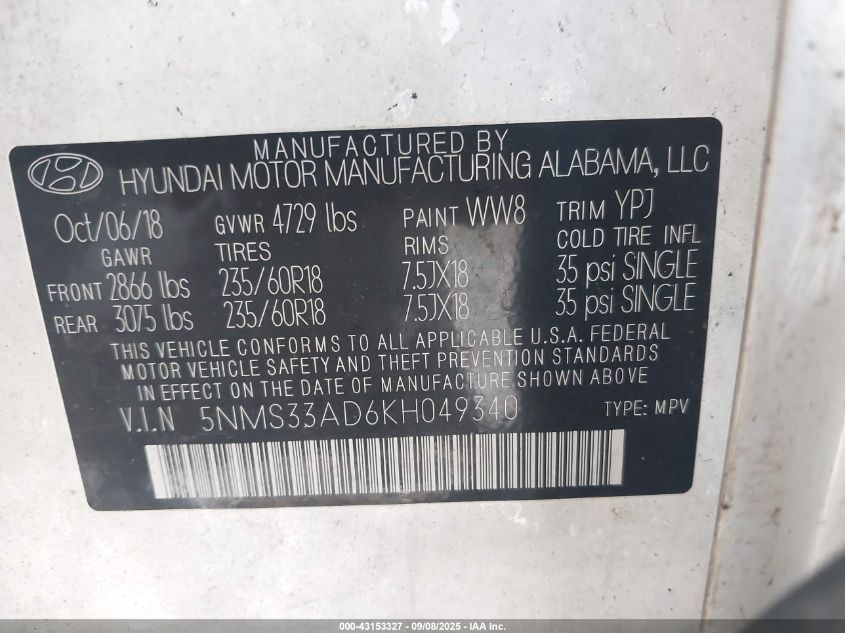 MANUFACTURED BY
HYUNDAI MOTOR MANUFACTURING ALABAMA, LLC
Oct/06/18 GVWR 4729 lbs PAINT WW8 TRIM YPJ
GAWR TIRES RIMS COLD TIRE INFL
FRONT 2866 lbs 235/60R18 7.5JX18 35 psi SINGLE
REAR 3075 lbs 235/60R18 7.5JX18 35 psi SINGLE
THIS VEHICLE CONFORMS TO ALL APPLICABLE U.S.A. FEDERAL
MOTOR VEHICLE SAFETY AND THEFT PREVENTION STANDARDS
IN EFFECT ON THE DATE OF MANUFACTURE SHOWN ABOVE
V.I.N 5NMS33AD6KH049340 TYPE: MPV
000-43153327 - 09/08/2025 - IAA Inc.